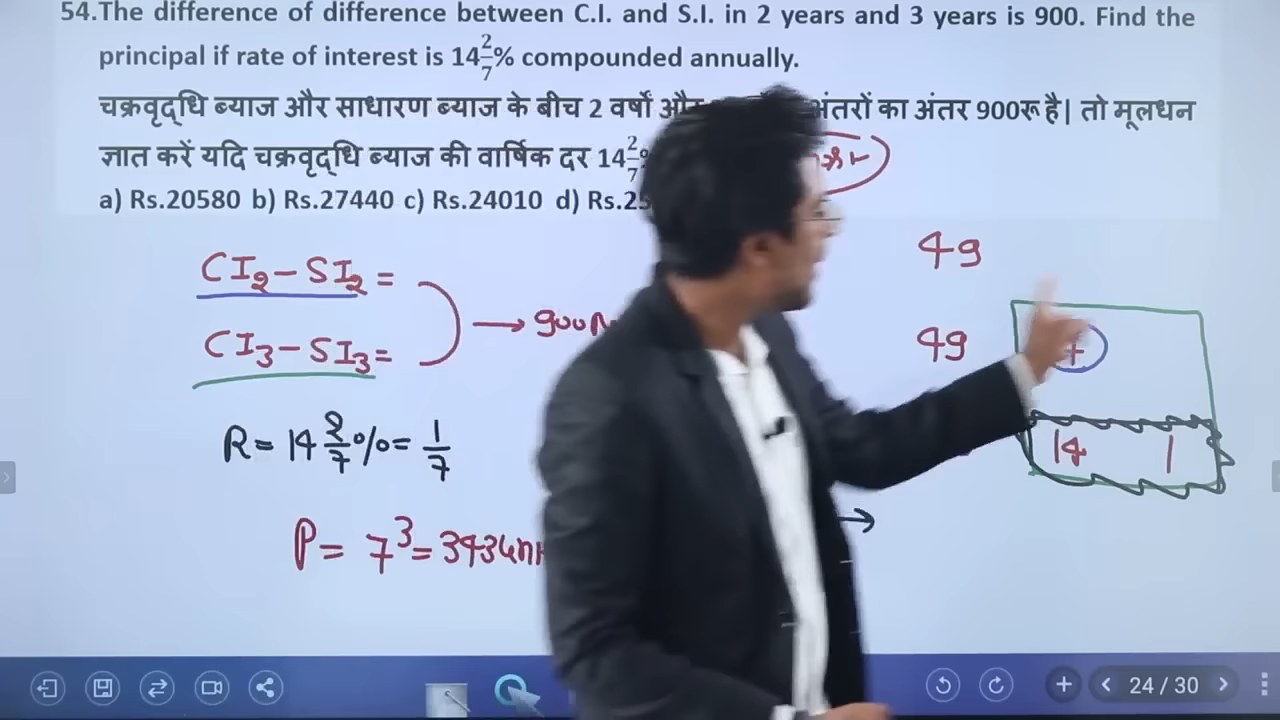 54.The difference of difference between C.I. and S.I. in 2 years and 3 years is 900. Find the
principal if rate of interest is 14 2/7% compounded annually.
चक्रवृद्धि ब्याज और साधारण ब्याज के बीच 2 वर्षों अंतरों का अंतर 900रू है| तो मूलधन
ज्ञात करें यदि चक्रवृद्धि ब्याज की वार्षिक दर 14 2/7
a) Rs.20580 b) Rs.27440 c) Rs.24010 d)
CI2-SI2=
CI3-SI3=
→ 900
49
49
R= 14 2/7 %= 1/7
14 1
P= 7³= 343
24 / 30